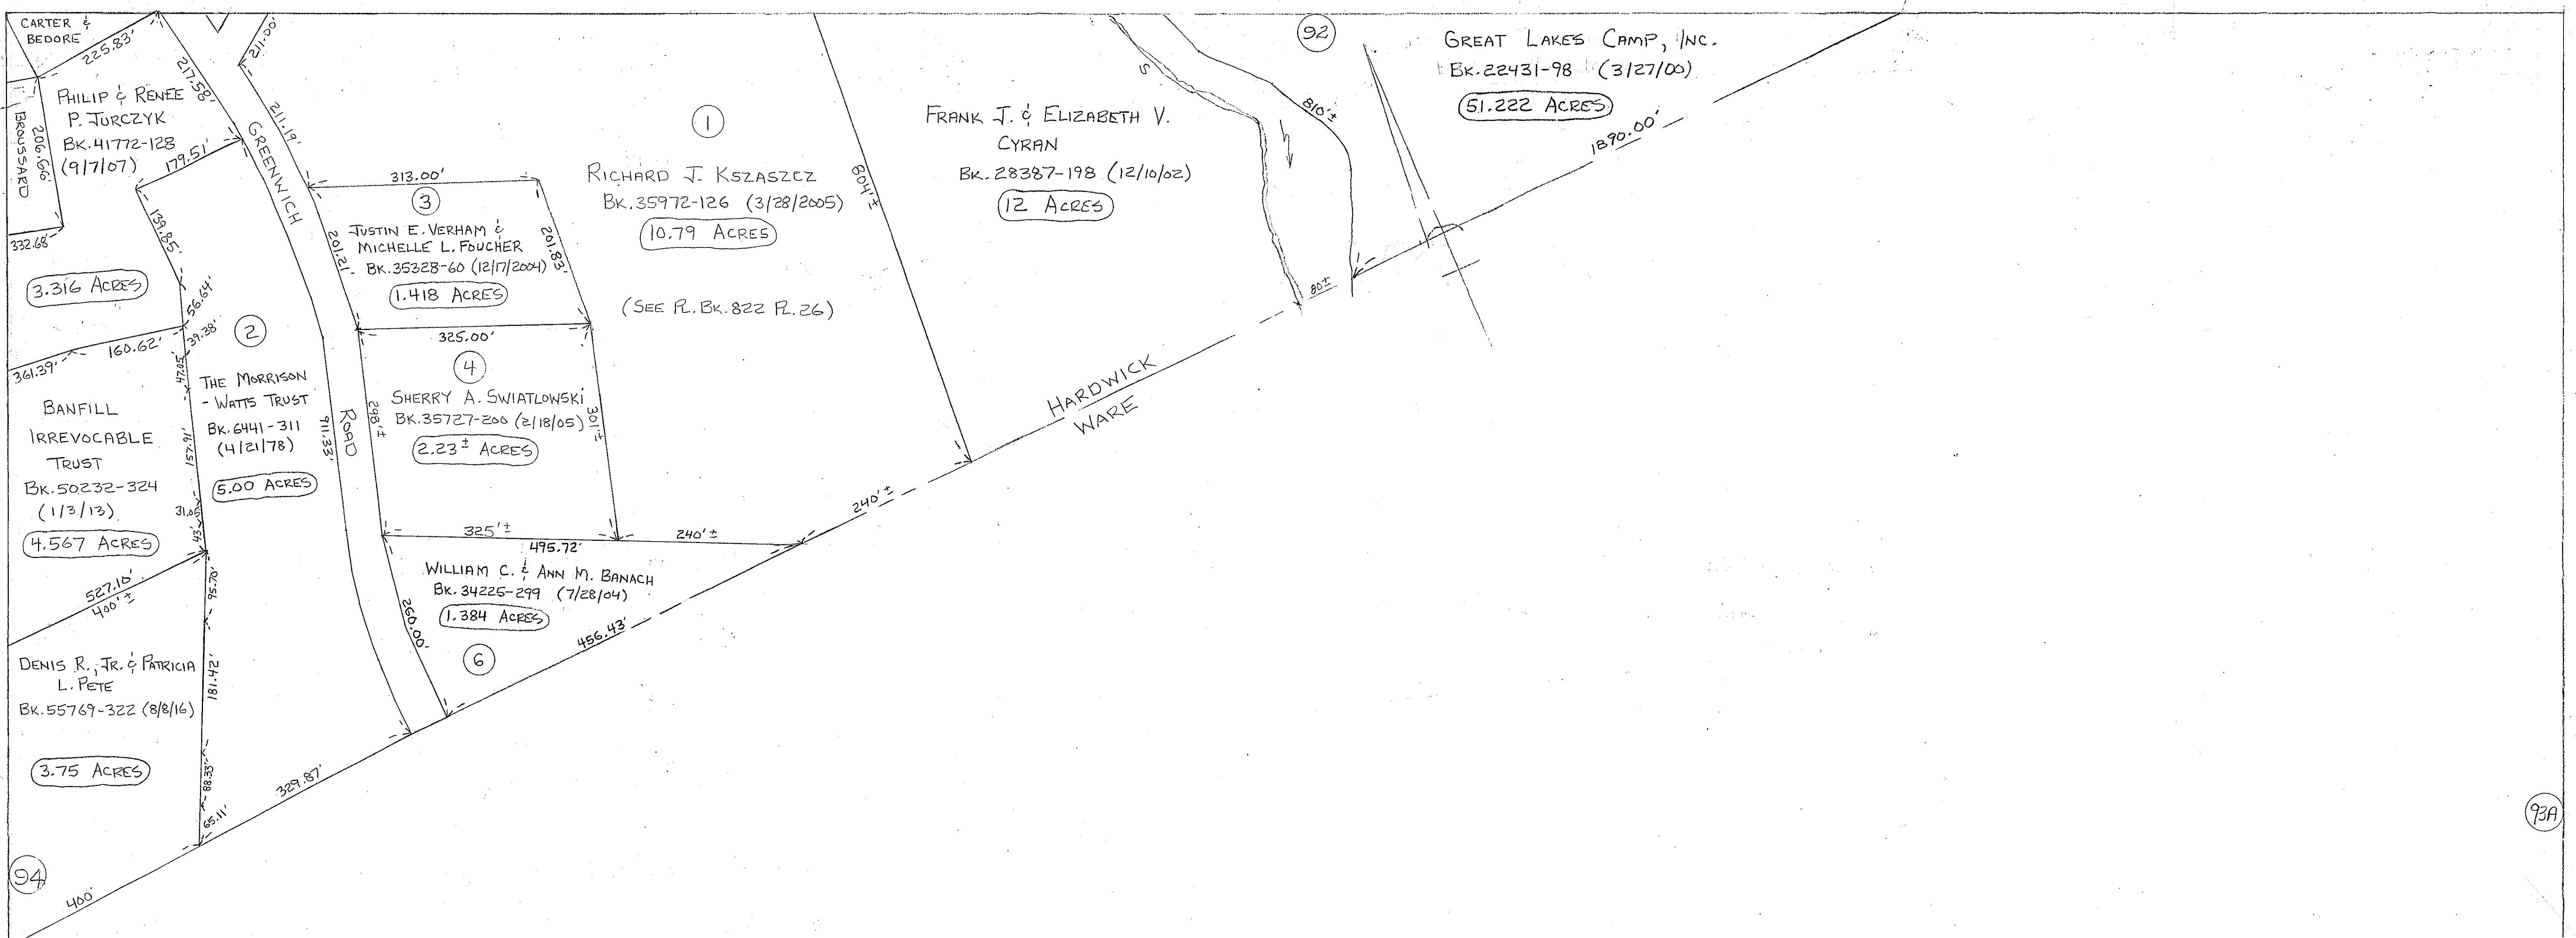 CARTER &
BEDORE
225.83'
217.58'
211.00'
211.19'
BROUSSARD
206.66'
332.68'
PHILIP & RENEE
P. JURCZYK
BK.41772-128
(9/7/07)
179.51'
139.85'
56.64'
3.316 ACRES
GREENWICH
ROAD
313.00'
3
JUSTIN E. VERHAM &
MICHELLE L. FOUCHER
BK.35328-60 (12/17/2004)
1.418 ACRES
201.21'
201.83'
325.00'
4
SHERRY A. SWIATLOWSKI
BK.35727-200 (2/18/05)
2.23± ACRES
298'±
301'±
325'±
240'±
495.72'
WILLIAM C. & ANN M. BANACH
BK.34225-299 (7/28/04)
1.384 ACRES
260.00'
6
456.43'
1
RICHARD J. KSZASZCZ
BK.35972-126 (3/28/2005)
10.79 ACRES
(SEE PL.BK.822 PL.26)
804'±
240'±
FRANK J. & ELIZABETH V.
CYRAN
BK.28387-198 (12/10/02)
12 ACRES
S
810'±
80±
92
GREAT LAKES CAMP, INC.
BK.22431-98 (3/27/00)
51.222 ACRES
1890.00'
HARDWICK
WARE
2
THE MORRISON
- WATTS TRUST
BK.6441-311
(4/21/78)
5.00 ACRES
911.33'
39.38'
47.05'
157.91'
31.05'
43'
160.62'
361.39'
BANFILL
IRREVOCABLE
TRUST
BK.50232-324
(1/3/13)
4.567 ACRES
527.10'
400'±
95.70'
181.42'
88.33'
65.11'
DENIS R., JR. & PATRICIA
L. PETE
BK.55769-322 (8/8/16)
3.75 ACRES
329.87'
400'
94
93A